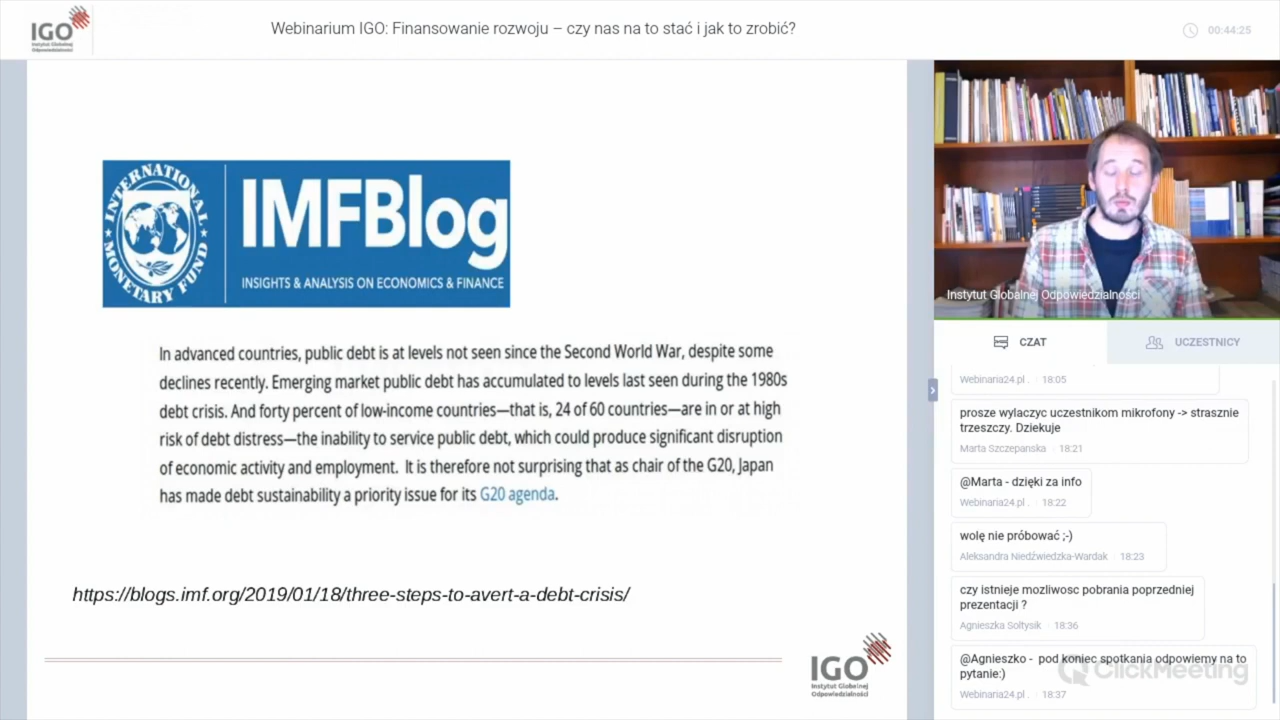 IGO
Instytut Globalnej
Odpowiedzialności
Webinarium IGO: Finansowanie rozwoju – czy nas na to stać i jak to zrobić?
00:44:25
INTERNATIONAL MONETARY FUND
IMFBlog
INSIGHTS & ANALYSIS ON ECONOMICS & FINANCE
In advanced countries, public debt is at levels not seen since the Second World War, despite some
declines recently. Emerging market public debt has accumulated to levels last seen during the 1980s
debt crisis. And forty percent of low-income countries—that is, 24 of 60 countries—are in or at high
risk of debt distress—the inability to service public debt, which could produce significant disruption
of economic activity and employment. It is therefore not surprising that as chair of the G20, Japan
has made debt sustainability a priority issue for its G20 agenda.
https://blogs.imf.org/2019/01/18/three-steps-to-avert-a-debt-crisis/
IGO
Instytut Globalnej
Odpowiedzialności
Instytut Globalnej Odpowiedzialności
CZAT
UCZESTNICY
Webinaria24.pl . 18:05
prosze wylaczyc uczestnikom mikrofony -> strasznie
trzeszczy. Dziekuje
Marta Szczepanska 18:21
@Marta - dzięki za info
Webinaria24.pl . 18:22
wolę nie próbować ;-)
Aleksandra Niedźwiedzka-Wardak 18:23
czy istnieje mozliwosc pobrania poprzedniej
prezentacji ?
Agnieszka Soltysik 18:36
@Agnieszko - pod koniec spotkania odpowiemy na to
pytanie:)
Webinaria24.pl . 18:37
ClickMeeting